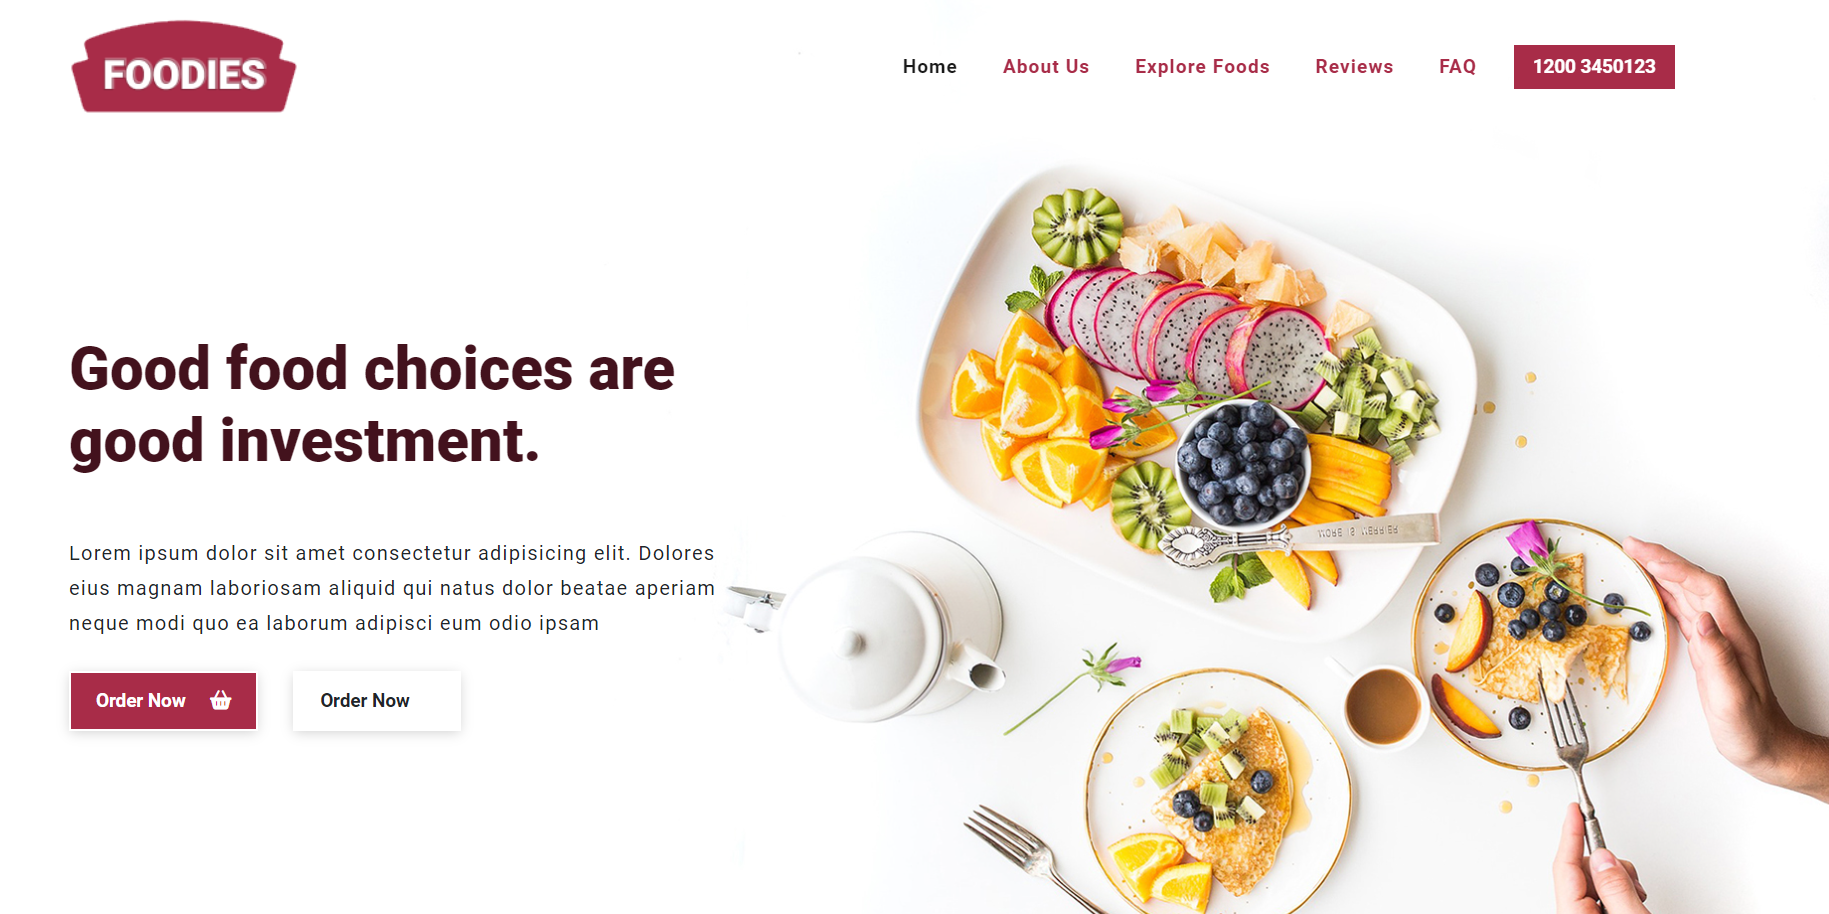 FOODIES
Home About Us Explore Foods Reviews FAQ 1200 3450123
Good food choices are
good investment.
Lorem ipsum dolor sit amet consectetur adipisicing elit. Dolores
eius magnam laboriosam aliquid qui natus dolor beatae aperiam
neque modi quo ea laborum adipisci eum odio ipsam
Order Now Order Now